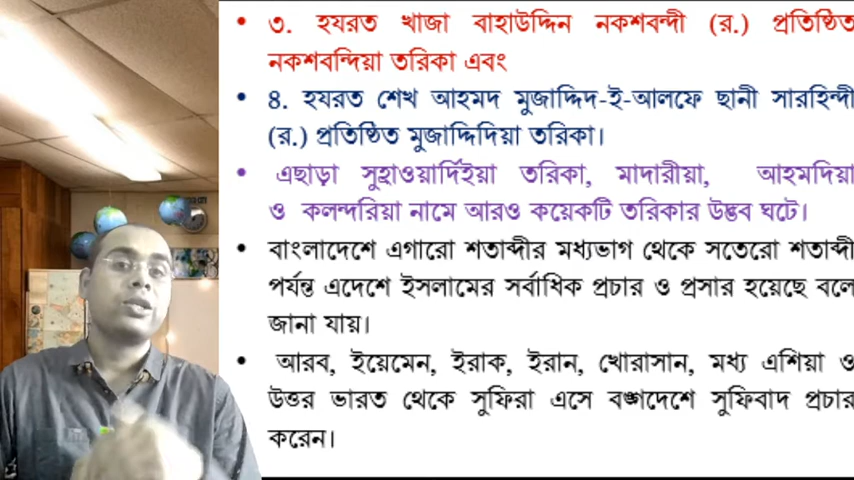 • ৩. হযরত খাজা বাহাউদ্দিন নকশবন্দী (র.) প্রতিষ্ঠিত
নকশবন্দিয়া তরিকা এবং
• ৪. হযরত শেখ আহমদ মুজাদ্দিদ-ই-আলফে ছানী সারহিন্দী
(র.) প্রতিষ্ঠিত মুজাদ্দিদিয়া তরিকা।
• এছাড়া সুহ্রাওয়ার্দিইয়া তরিকা, মাদারীয়া, আহমদিয়া
ও কলন্দরিয়া নামে আরও কয়েকটি তরিকার উদ্ভব ঘটে।
• বাংলাদেশে এগারো শতাব্দীর মধ্যভাগ থেকে সতেরো শতাব্দী
পর্যন্ত এদেশে ইসলামের সর্বাধিক প্রচার ও প্রসার হয়েছে বলে
জানা যায়।
• আরব, ইয়েমেন, ইরাক, ইরান, খোরাসান, মধ্য এশিয়া ও
উত্তর ভারত থেকে সুফিরা এসে বঙ্গদেশে সুফিবাদ প্রচার
করেন।